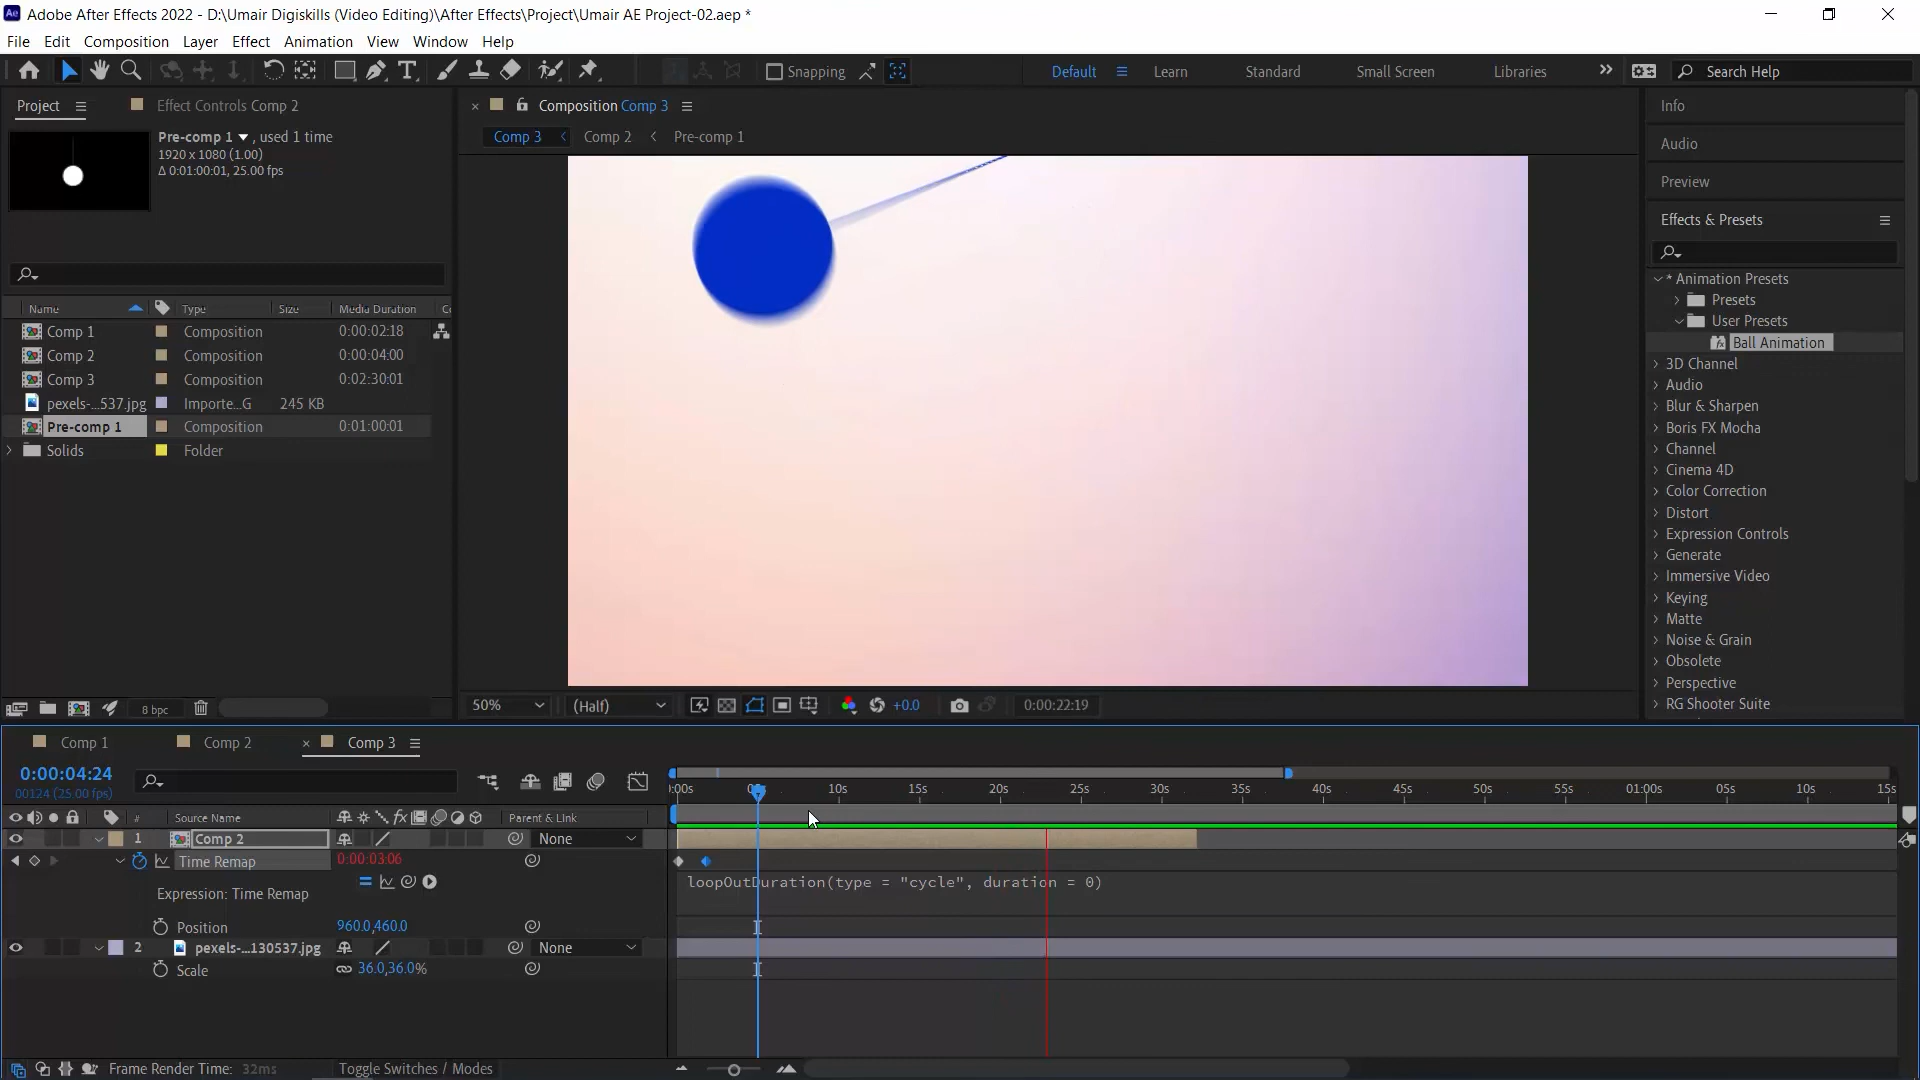 Adobe After Effects 2022 - D:\Umair Digiskills (Video Editing)\After Effects\Project\Umair AE Project-02.aep *
File Edit Composition Layer Effect Animation View Window Help
Snapping Default Learn Standard Small Screen Libraries Search Help
Project Effect Controls Comp 2
Composition Comp 3
Info
Pre-comp 1 , used 1 time
1920 x 1080 (1.00)
Δ 0:01:00:01, 25.00 fps
Comp 3 Comp 2 Pre-comp 1
Audio
Preview
Effects & Presets
Name Type Size Media Duration
Comp 1 Composition 0:00:02:18
Comp 2 Composition 0:00:04:00
Comp 3 Composition 0:02:30:01
pexels-...537.jpg Importe...G 245 KB
Pre-comp 1 Composition 0:01:00:01
Solids Folder
* Animation Presets
Presets
User Presets
Ball Animation
3D Channel
Audio
Blur & Sharpen
Boris FX Mocha
Channel
Cinema 4D
Color Correction
Distort
Expression Controls
Generate
Immersive Video
Keying
Matte
Noise & Grain
Obsolete
Perspective
RG Shooter Suite
8 bpc
50% (Half) +0.0 0:00:22:19
Comp 1 Comp 2 Comp 3
0:00:04:24
00124 (25.00 fps)
:00s 10s 15s 20s 25s 30s 35s 40s 45s 50s 55s 01:00s 05s 10s 15s
# Source Name Parent & Link
1 Comp 2 None
Time Remap 0:00:03:06
Expression: Time Remap
loopOutDuration(type = "cycle", duration = 0)
Position 960.0,460.0
2 pexels-...130537.jpg None
Scale 36.0,36.0%
Frame Render Time: 32ms Toggle Switches / Modes